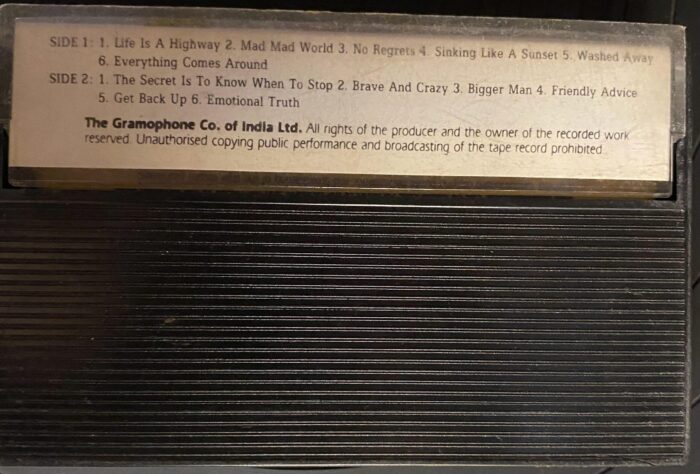 SIDE 1: 1. Life Is A Highway 2. Mad Mad World 3. No Regrets 4. Sinking Like A Sunset 5. Washed Away
6. Everything Comes Around
SIDE 2: 1. The Secret Is To Know When To Stop 2. Brave And Crazy 3. Bigger Man 4. Friendly Advice
5. Get Back Up 6. Emotional Truth
The Gramophone Co. of India Ltd. All rights of the producer and the owner of the recorded work
reserved. Unauthorised copying public performance and broadcasting of the tape record prohibited.